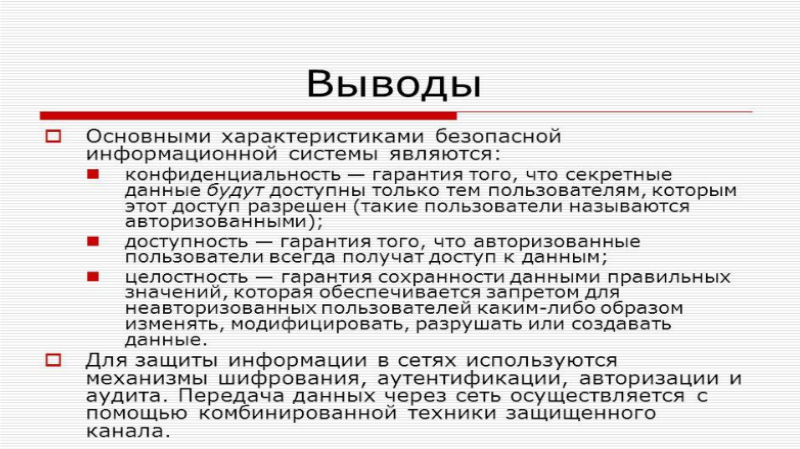 Выводы
Основными характеристиками безопасной
информационной системы являются:
конфиденциальность — гарантия того, что секретные
данные будут доступны только тем пользователям, которым
этот доступ разрешен (такие пользователи называются
авторизованными);
доступность — гарантия того, что авторизованные
пользователи всегда получат доступ к данным;
целостность — гарантия сохранности данными правильных
значений, которая обеспечивается запретом для
неавторизованных пользователей каким-либо образом
изменять, модифицировать, разрушать или создавать
данные.
Для защиты информации в сетях используются
механизмы шифрования, аутентификации, авторизации и
аудита. Передача данных через сеть осуществляется с
помощью комбинированной техники защищенного
канала.